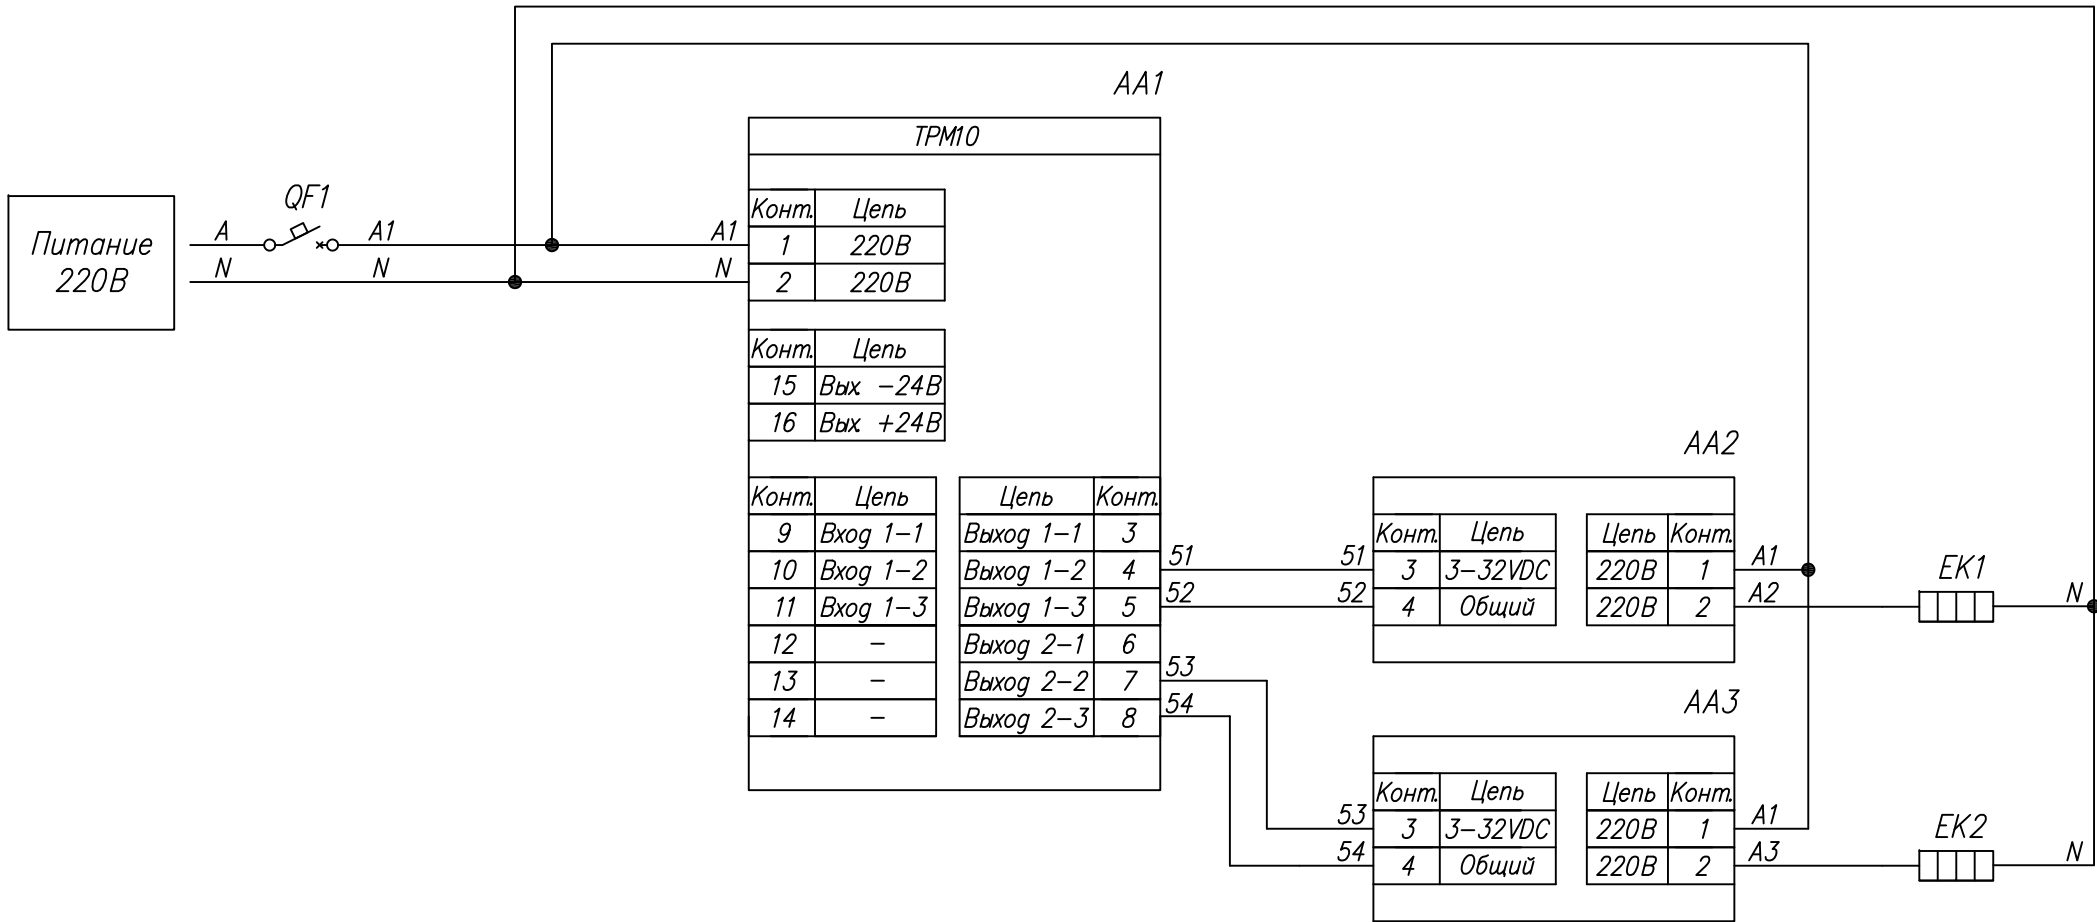 AA1
ТРМ10
QF1
Питание
220В
A
A1
A1
N
N
N
Конт. Цепь
1 220В
2 220В
Конт. Цепь
15 Вых. -24В
16 Вых. +24В
Конт. Цепь
9 Вход 1-1
10 Вход 1-2
11 Вход 1-3
12 -
13 -
14 -
Цепь Конт.
Выход 1-1 3
Выход 1-2 4
Выход 1-3 5
Выход 2-1 6
Выход 2-2 7
Выход 2-3 8
51
52
53
54
AA2
51
52
Конт. Цепь
3 3-32VDC
4 Общий
Цепь Конт.
220В 1
220В 2
A1
A2
EK1
N
AA3
53
54
Конт. Цепь
3 3-32VDC
4 Общий
Цепь Конт.
220В 1
220В 2
A1
A3
EK2
N